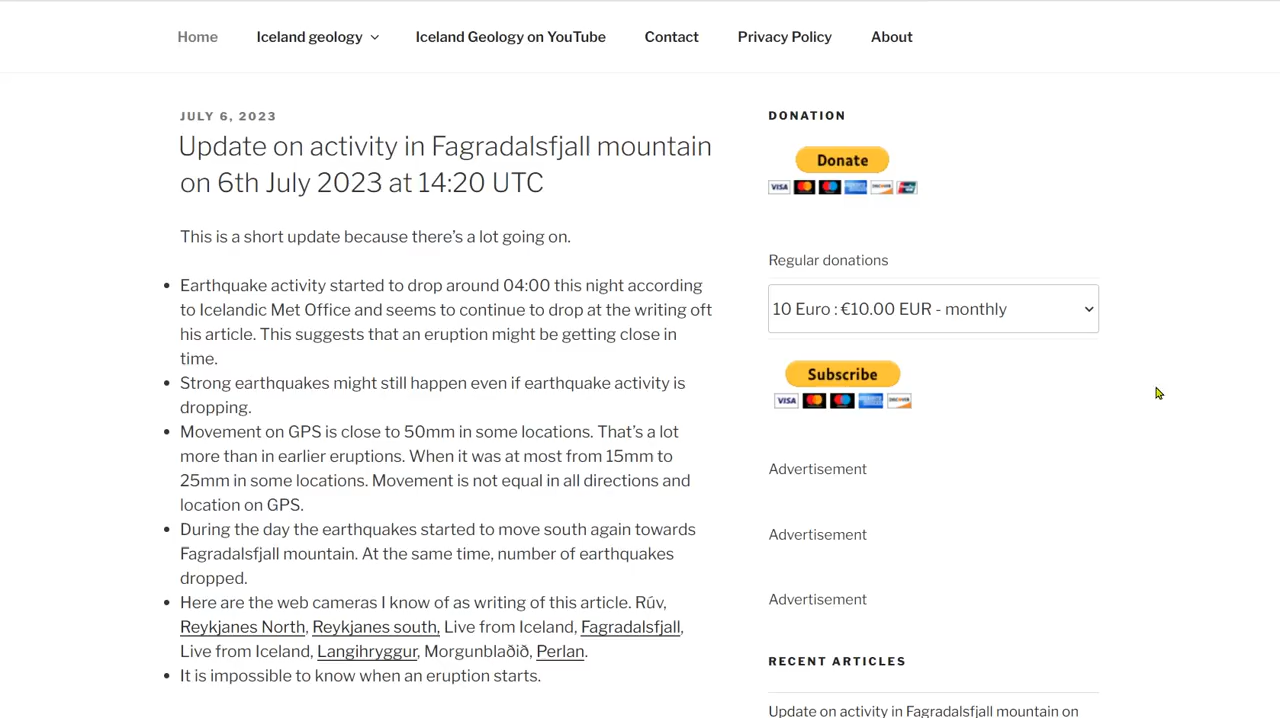 Home
Iceland geology
Iceland Geology on YouTube
Contact
Privacy Policy
About
JULY 6, 2023
Update on activity in Fagradalsfjall mountain
on 6th July 2023 at 14:20 UTC
This is a short update because there's a lot going on.
Earthquake activity started to drop around 04:00 this night according
to Icelandic Met Office and seems to continue to drop at the writing oft
his article. This suggests that an eruption might be getting close in
time.
Strong earthquakes might still happen even if earthquake activity is
dropping.
Movement on GPS is close to 50mm in some locations. That's a lot
more than in earlier eruptions. When it was at most from 15mm to
25mm in some locations. Movement is not equal in all directions and
location on GPS.
During the day the earthquakes started to move south again towards
Fagradalsfjall mountain. At the same time, number of earthquakes
dropped.
Here are the web cameras I know of as writing of this article. Rúv,
Reykjanes North, Reykjanes south, Live from Iceland, Fagradalsfjall,
Live from Iceland, Langihryggur, Morgunblaðið, Perlan.
It is impossible to know when an eruption starts.
DONATION
Donate
VISA
DISCOVER
Regular donations
10 Euro : €10.00 EUR - monthly
Subscribe
VISA
DISCOVER
Advertisement
Advertisement
Advertisement
RECENT ARTICLES
Update on activity in Fagradalsfjall mountain on